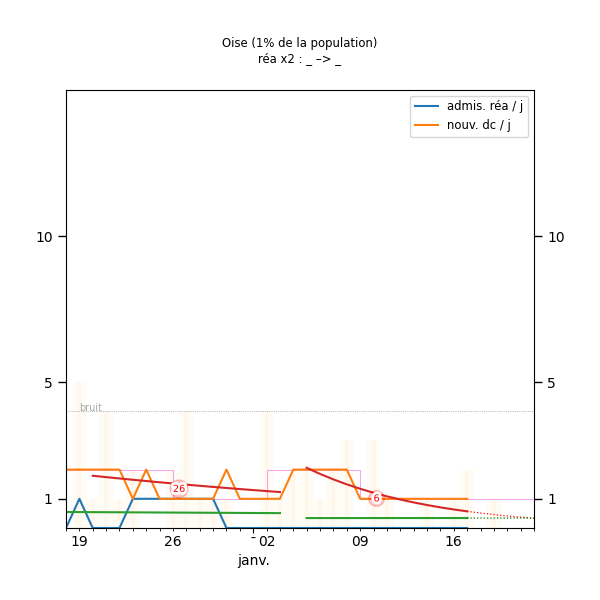 Oise (1% de la population)
réa x2 : _ –> _
admis. réa / j
nouv. dc / j
10 10
5 5
bruit
26
6
1 1
19 26 - 02 09 16
janv.